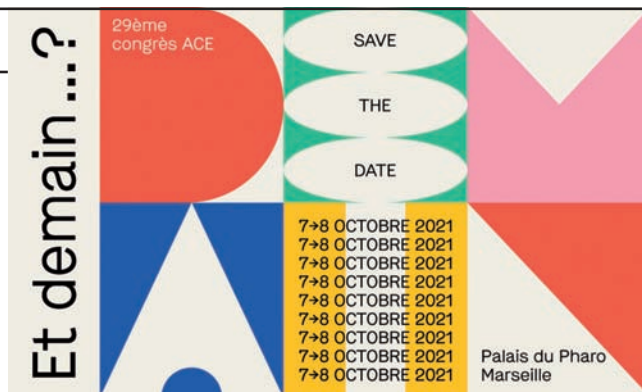 Et demain...?
29ème
congrès ACE
SAVE
THE
DATE
7→8 OCTOBRE 2021
7→8 OCTOBRE 2021
7→8 OCTOBRE 2021
7→8 OCTOBRE 2021
7→8 OCTOBRE 2021
7→8 OCTOBRE 2021
7→8 OCTOBRE 2021
7→8 OCTOBRE 2021
7→8 OCTOBRE 2021
Palais du Pharo
Marseille